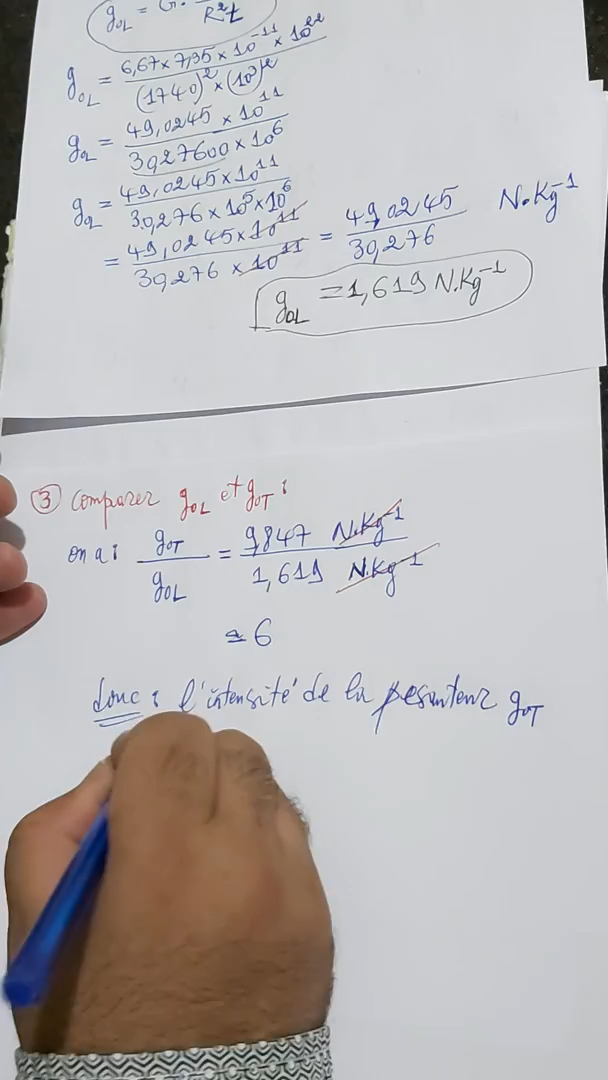 g₀L = G. / R²L
g₀L = 6,67 × 7,35 × 10⁻¹¹ × 10²² / (1740)² × (10³)²
g₀L = 49,0245 × 10¹¹ / 3027600 × 10⁶
g₀L = 49,0245 × 10¹¹ / 30,276 × 10⁵ × 10⁶
= 49,0245 × 10¹¹ / 30,276 × 10¹¹ = 49,0245 / 30,276 N.Kg⁻¹
g₀L = 1,619 N.Kg⁻¹
③ Comparer g₀L et g₀T :
on a : g₀T / g₀L = 9,847 N.Kg⁻¹ / 1,619 N.Kg⁻¹
≃ 6
donc : l'intensité de la pesanteur g₀T